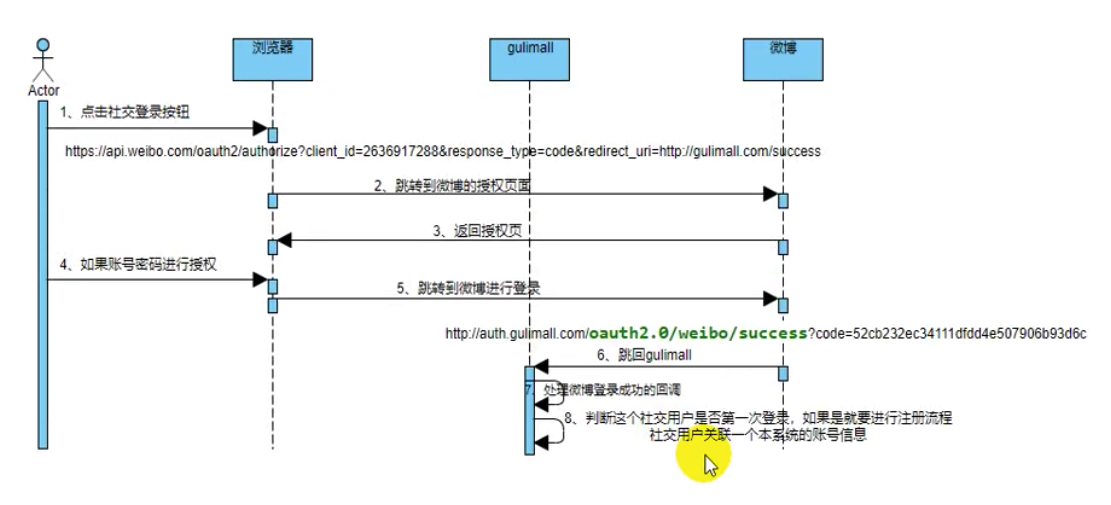 浏览器
gulimall
微博
Actor
1、点击社交登录按钮
https://api.weibo.com/oauth2/authorize?client_id=2636917288&response_type=code&redirect_uri=http://gulimall.com/success
2、跳转到微博的授权页面
3、返回授权页
4、如果账号密码进行授权
5、跳转到微博进行登录
http://auth.gulimall.com/oauth2.0/weibo/success?code=52cb232ec34111dfdd4e507906b93d6c
6、跳回gulimall
7、处理微博登录成功的回调
8、判断这个社交用户是否第一次登录，如果是就要进行注册流程
社交用户关联一个本系统的账号信息